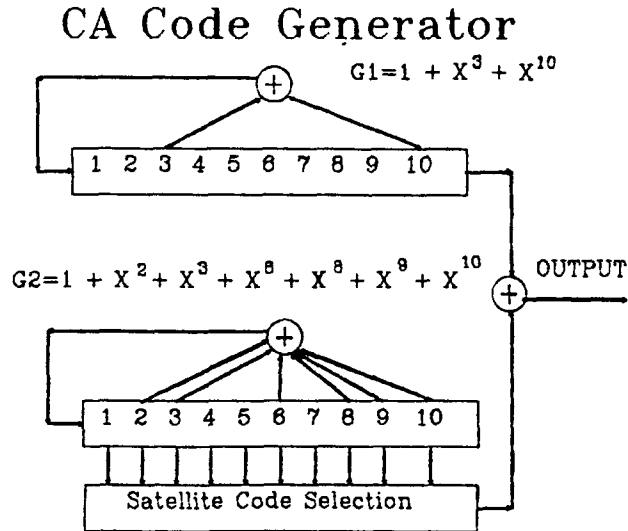 CA Code Generator
G1=1 + X³ + X¹⁰
+
1 2 3 4 5 6 7 8 9 10
G2=1 + X² + X³ + X⁶ + X⁸ + X⁹ + X¹⁰
OUTPUT
+
+
1 2 3 4 5 6 7 8 9 10
Satellite Code Selection